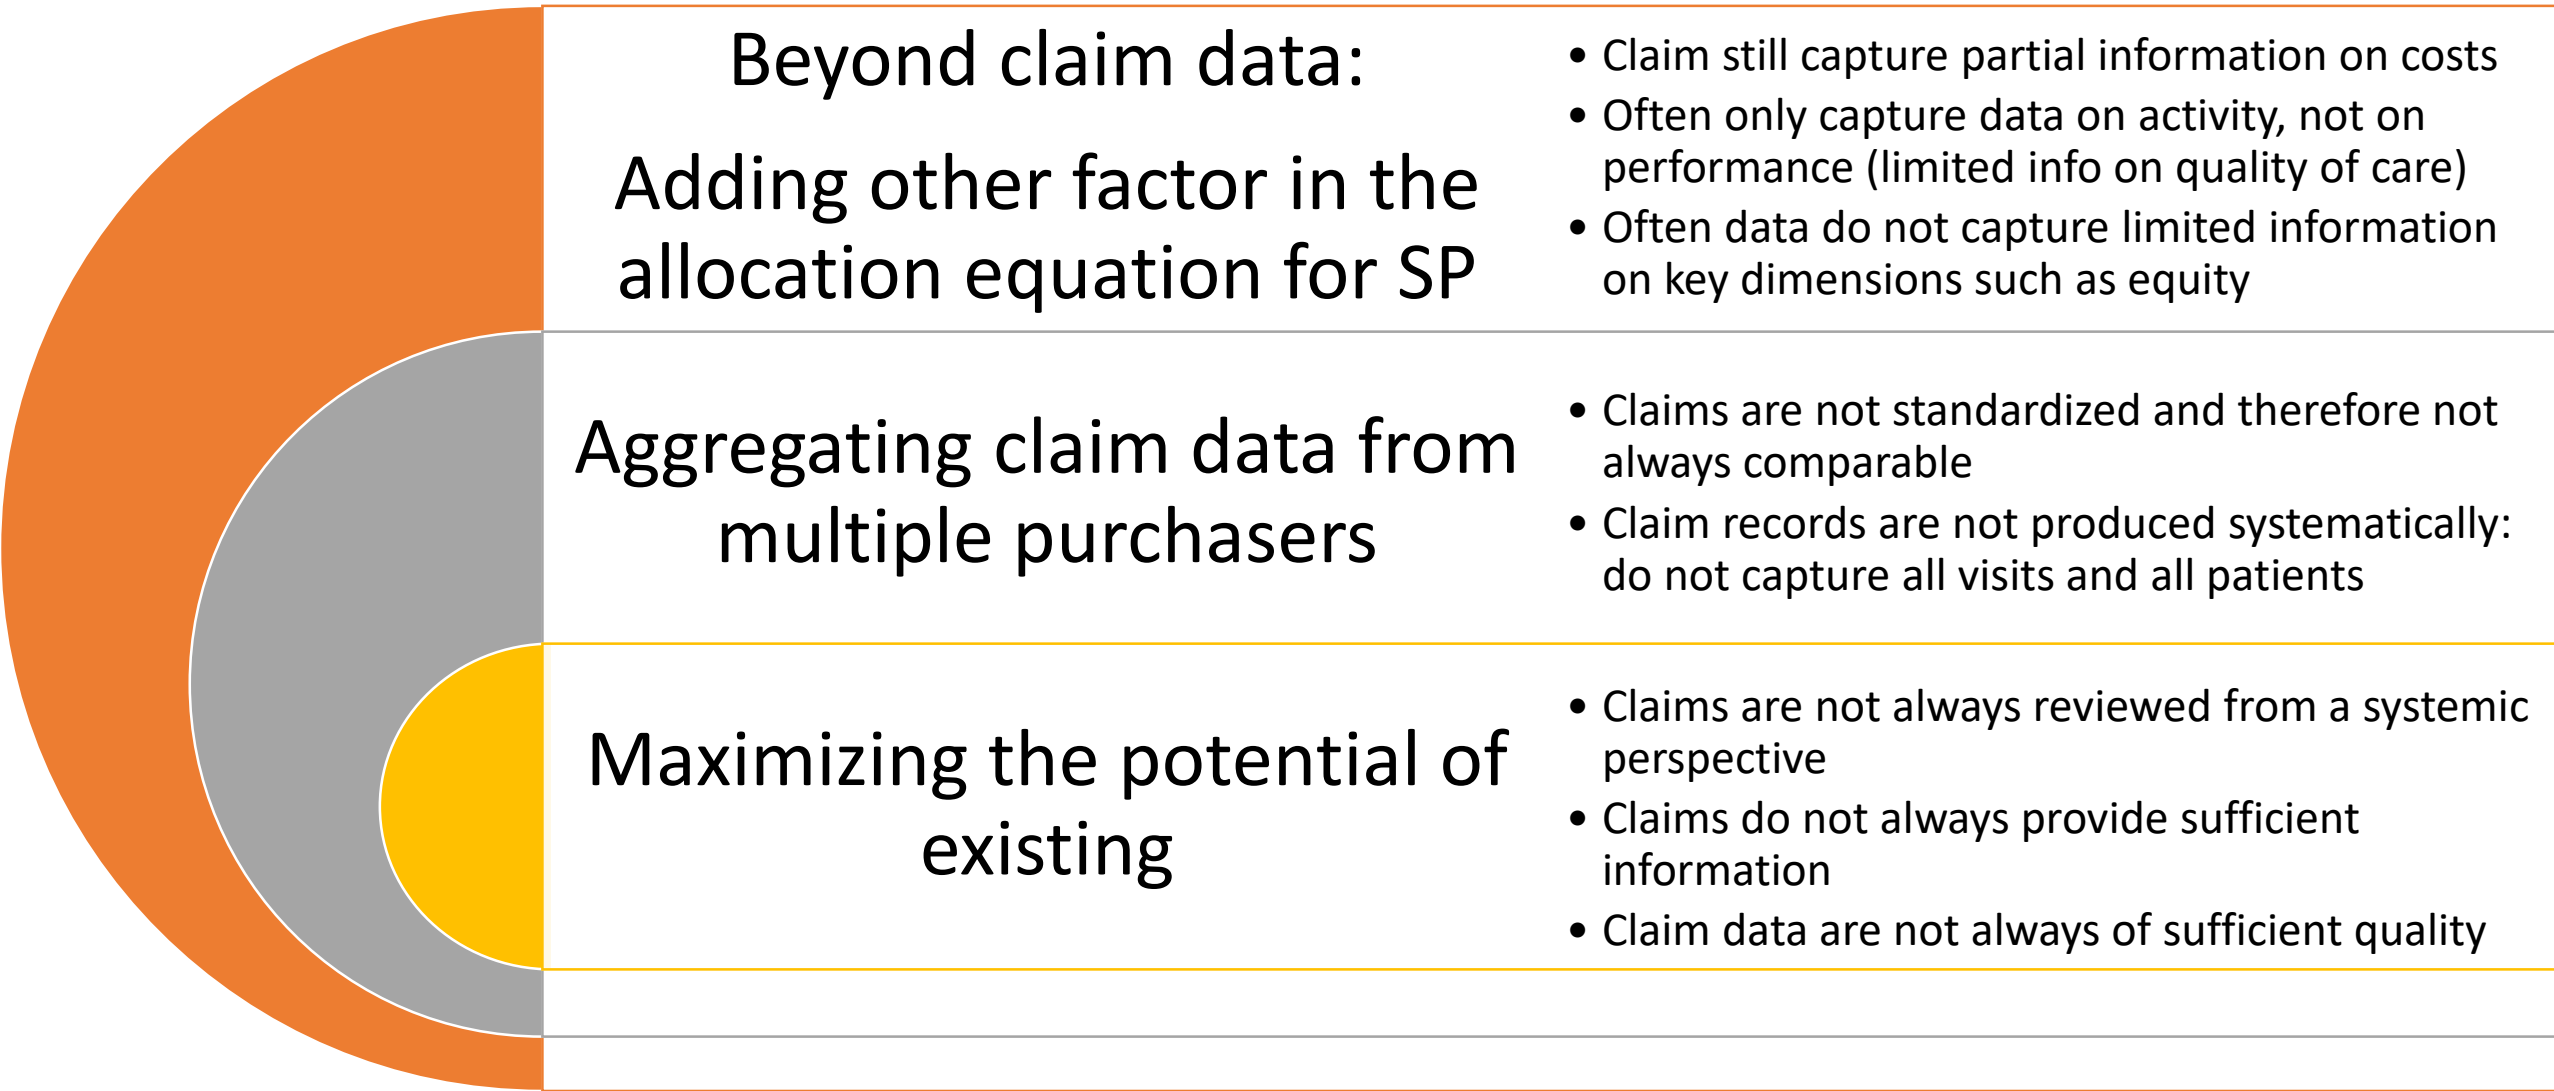 Beyond claim data:
Adding other factor in the
allocation equation for SP
• Claim still capture partial information on costs
• Often only capture data on activity, not on
performance (limited info on quality of care)
• Often data do not capture limited information
on key dimensions such as equity
Aggregating claim data from
multiple purchasers
• Claims are not standardized and therefore not
always comparable
• Claim records are not produced systematically:
do not capture all visits and all patients
Maximizing the potential of
existing
• Claims are not always reviewed from a systemic
perspective
• Claims do not always provide sufficient
information
• Claim data are not always of sufficient quality